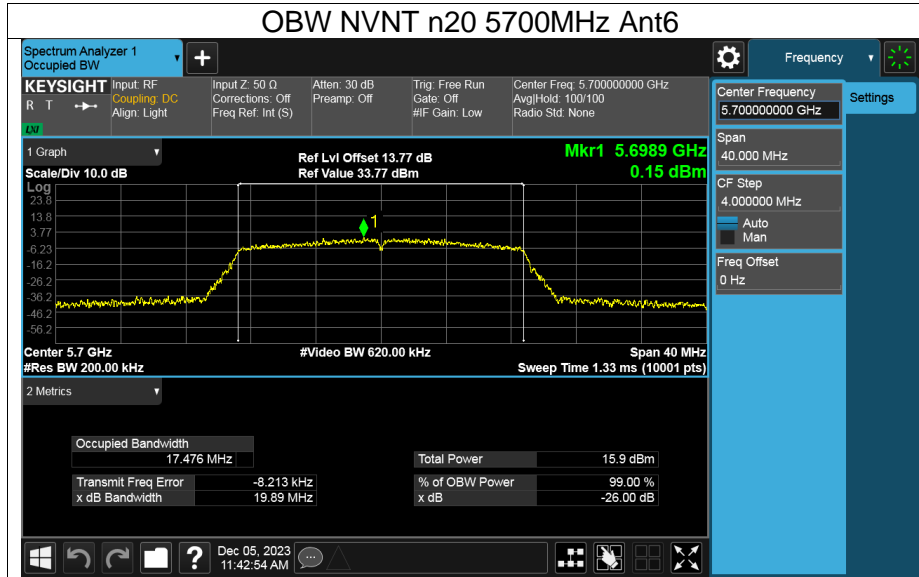 OBW NVNT n20 5700MHz Ant6
Spectrum Analyzer 1
Occupied BW
+
Frequency
KEYSIGHT
R T
LXI
Input: RF
Coupling: DC
Align: Light
Input Z: 50 Ω
Corrections: Off
Freq Ref: Int (S)
Atten: 30 dB
Preamp: Off
Trig: Free Run
Gate: Off
#IF Gain: Low
Center Freq: 5.700000000 GHz
Avg|Hold: 100/100
Radio Std: None
Center Frequency
5.700000000 GHz
Settings
Span
40.000 MHz
CF Step
4.000000 MHz
Auto
Man
Freq Offset
0 Hz
1 Graph
Scale/Div 10.0 dB
Ref Lvl Offset 13.77 dB
Ref Value 33.77 dBm
Mkr1 5.6989 GHz
0.15 dBm
Log
23.8
13.8
3.77
-6.23
-16.2
-26.2
-36.2
-46.2
-56.2
1
Center 5.7 GHz
#Res BW 200.00 kHz
#Video BW 620.00 kHz
Span 40 MHz
Sweep Time 1.33 ms (10001 pts)
2 Metrics
Occupied Bandwidth
17.476 MHz
Transmit Freq Error -8.213 kHz
x dB Bandwidth 19.89 MHz
Total Power 15.9 dBm
% of OBW Power 99.00 %
x dB -26.00 dB
?
Dec 05, 2023
11:42:54 AM